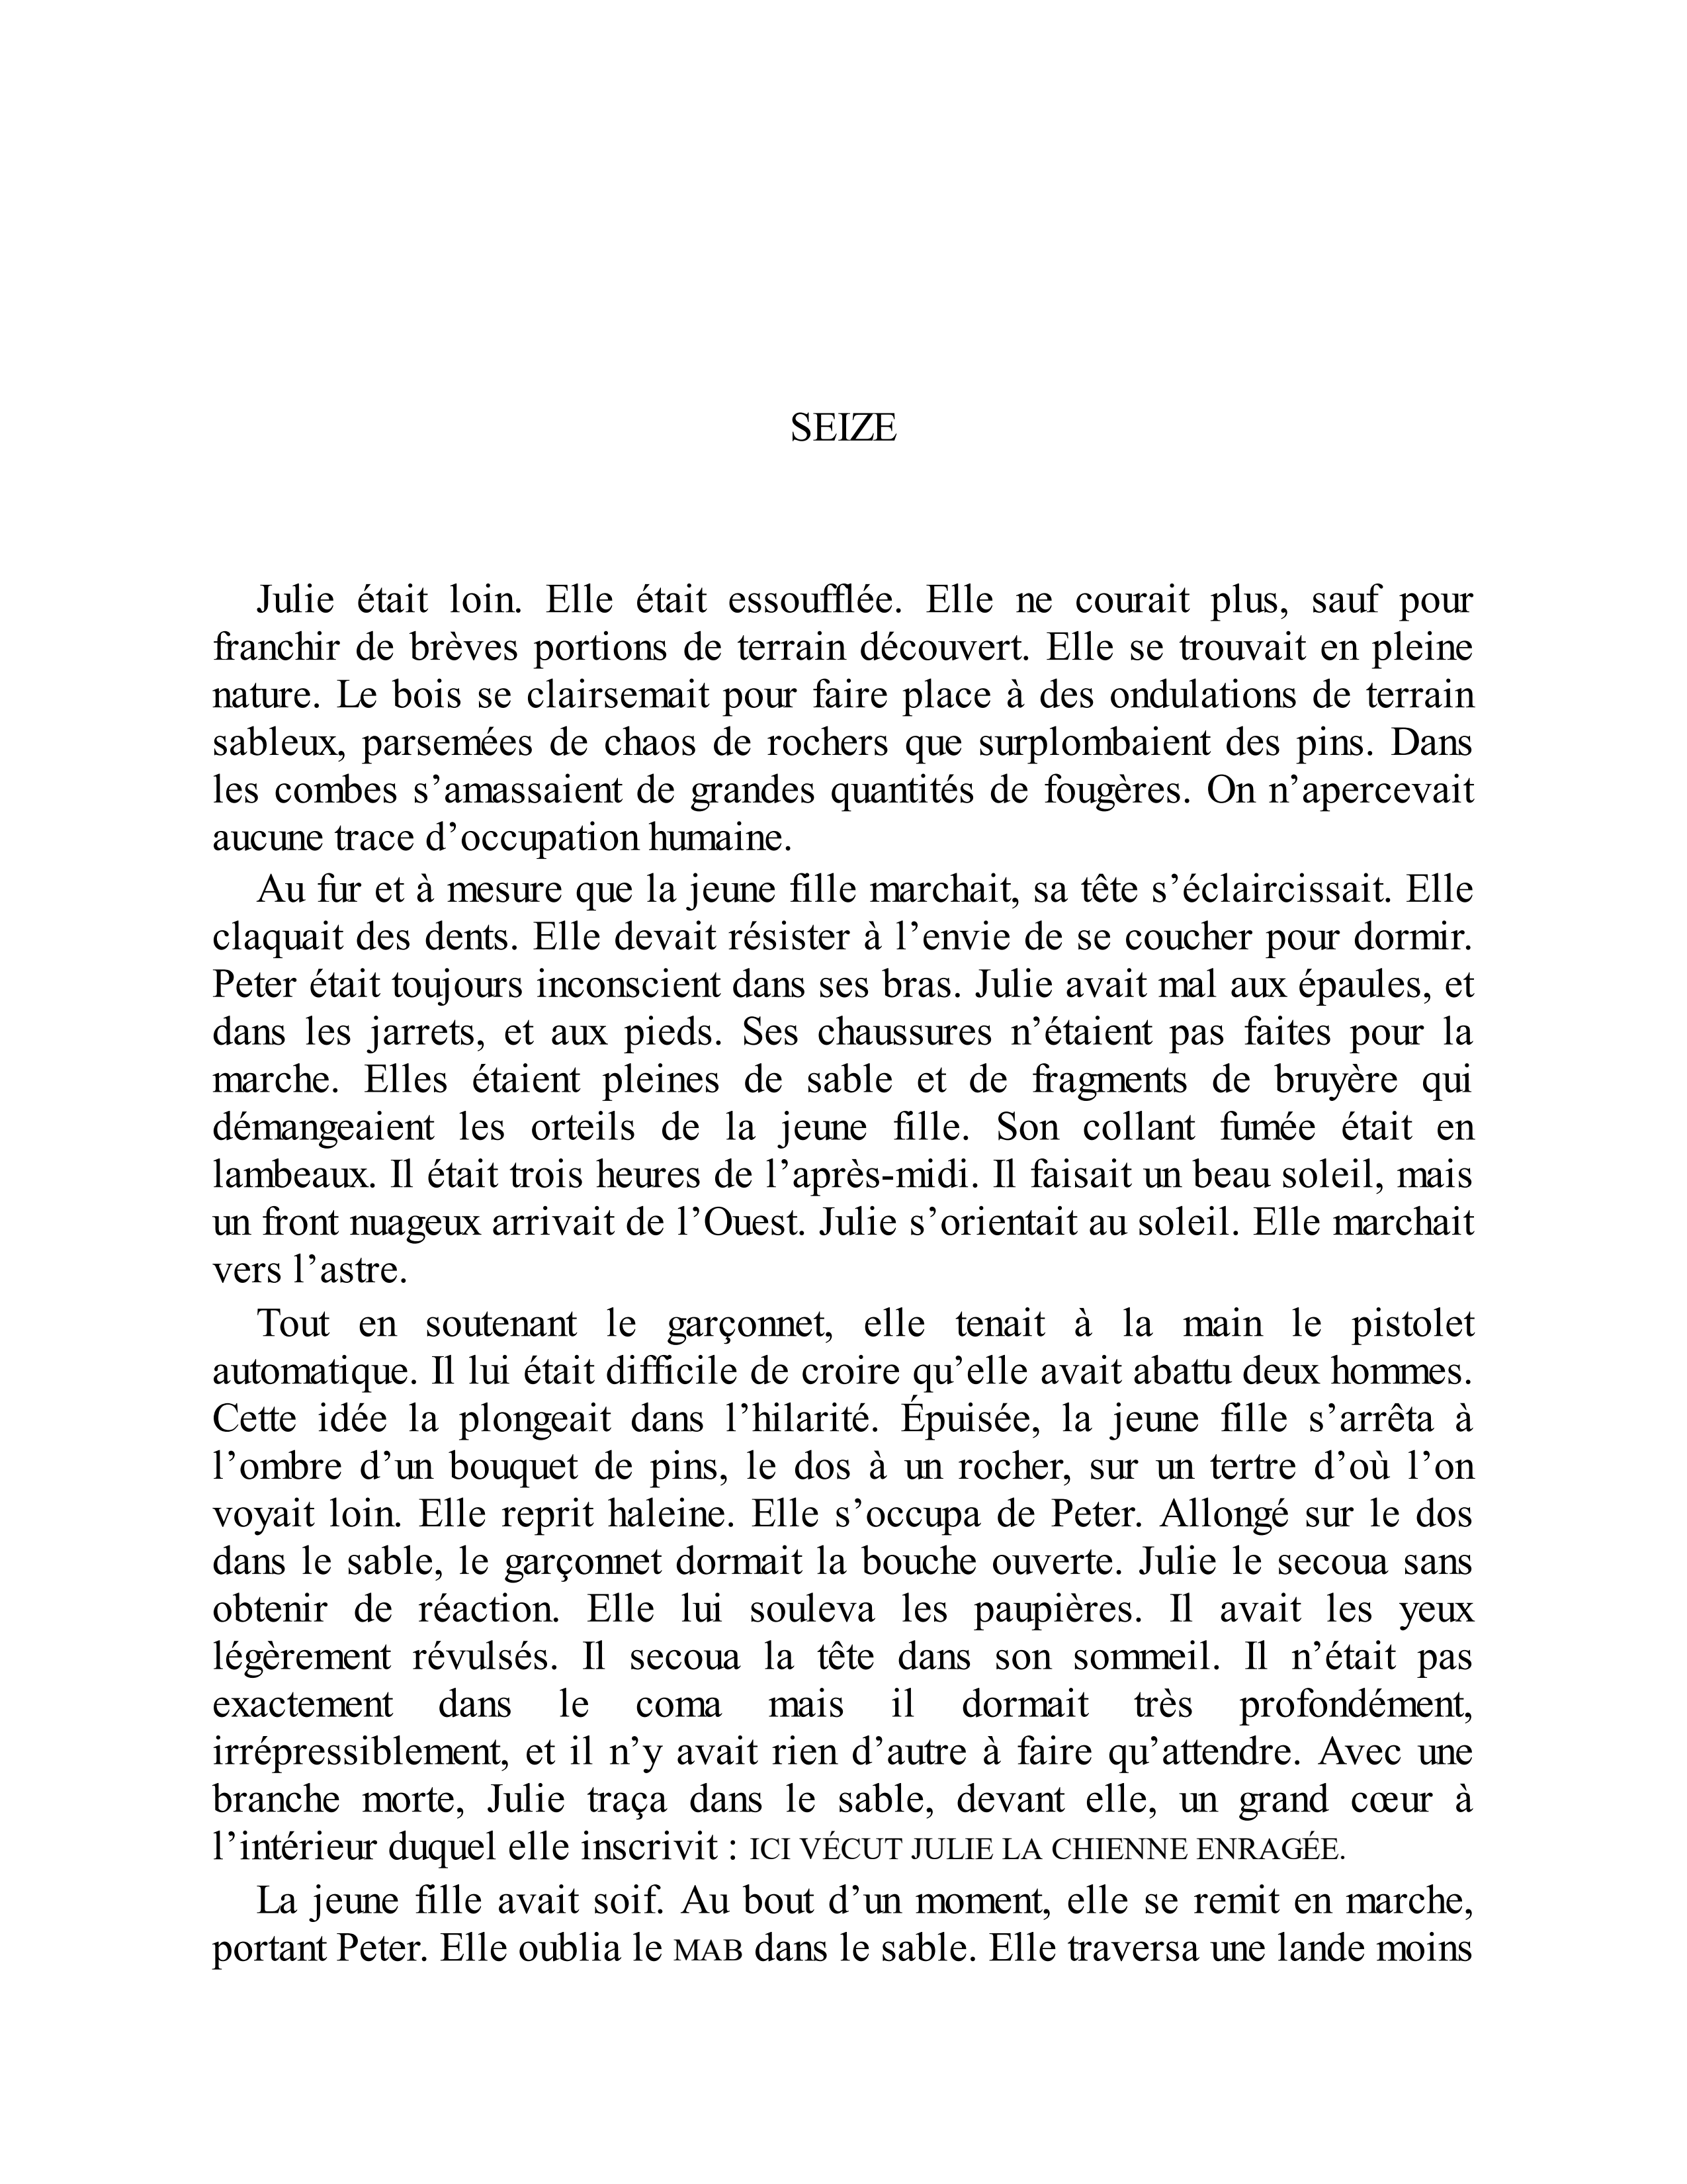 SEIZE
Julie était loin. Elle était essoufflée. Elle ne courait plus, sauf pour
franchir de brèves portions de terrain découvert. Elle se trouvait en pleine
nature. Le bois se clairsemait pour faire place à des ondulations de terrain
sableux, parsemées de chaos de rochers que surplombaient des pins. Dans
les combes s’amassaient de grandes quantités de fougères. On n’apercevait
aucune trace d’occupation humaine.
Au fur et à mesure que la jeune fille marchait, sa tête s’éclaircissait. Elle
claquait des dents. Elle devait résister à l’envie de se coucher pour dormir.
Peter était toujours inconscient dans ses bras. Julie avait mal aux épaules, et
dans les jarrets, et aux pieds. Ses chaussures n’étaient pas faites pour la
marche. Elles étaient pleines de sable et de fragments de bruyère qui
démangeaient les orteils de la jeune fille. Son collant fumée était en
lambeaux. Il était trois heures de l’après-midi. Il faisait un beau soleil, mais
un front nuageux arrivait de l’Ouest. Julie s’orientait au soleil. Elle marchait
vers l’astre.
Tout en soutenant le garçonnet, elle tenait à la main le pistolet
automatique. Il lui était difficile de croire qu’elle avait abattu deux hommes.
Cette idée la plongeait dans l’hilarité. Épuisée, la jeune fille s’arrêta à
l’ombre d’un bouquet de pins, le dos à un rocher, sur un tertre d’où l’on
voyait loin. Elle reprit haleine. Elle s’occupa de Peter. Allongé sur le dos
dans le sable, le garçonnet dormait la bouche ouverte. Julie le secoua sans
obtenir de réaction. Elle lui souleva les paupières. Il avait les yeux
légèrement révulsés. Il secoua la tête dans son sommeil. Il n’était pas
exactement dans le coma mais il dormait très profondément,
irrépressiblement, et il n’y avait rien d’autre à faire qu’attendre. Avec une
branche morte, Julie traça dans le sable, devant elle, un grand cœur à
l’intérieur duquel elle inscrivit : ICI VÉCUT JULIE LA CHIENNE ENRAGÉE.
La jeune fille avait soif. Au bout d’un moment, elle se remit en marche,
portant Peter. Elle oublia le MAB dans le sable. Elle traversa une lande moins